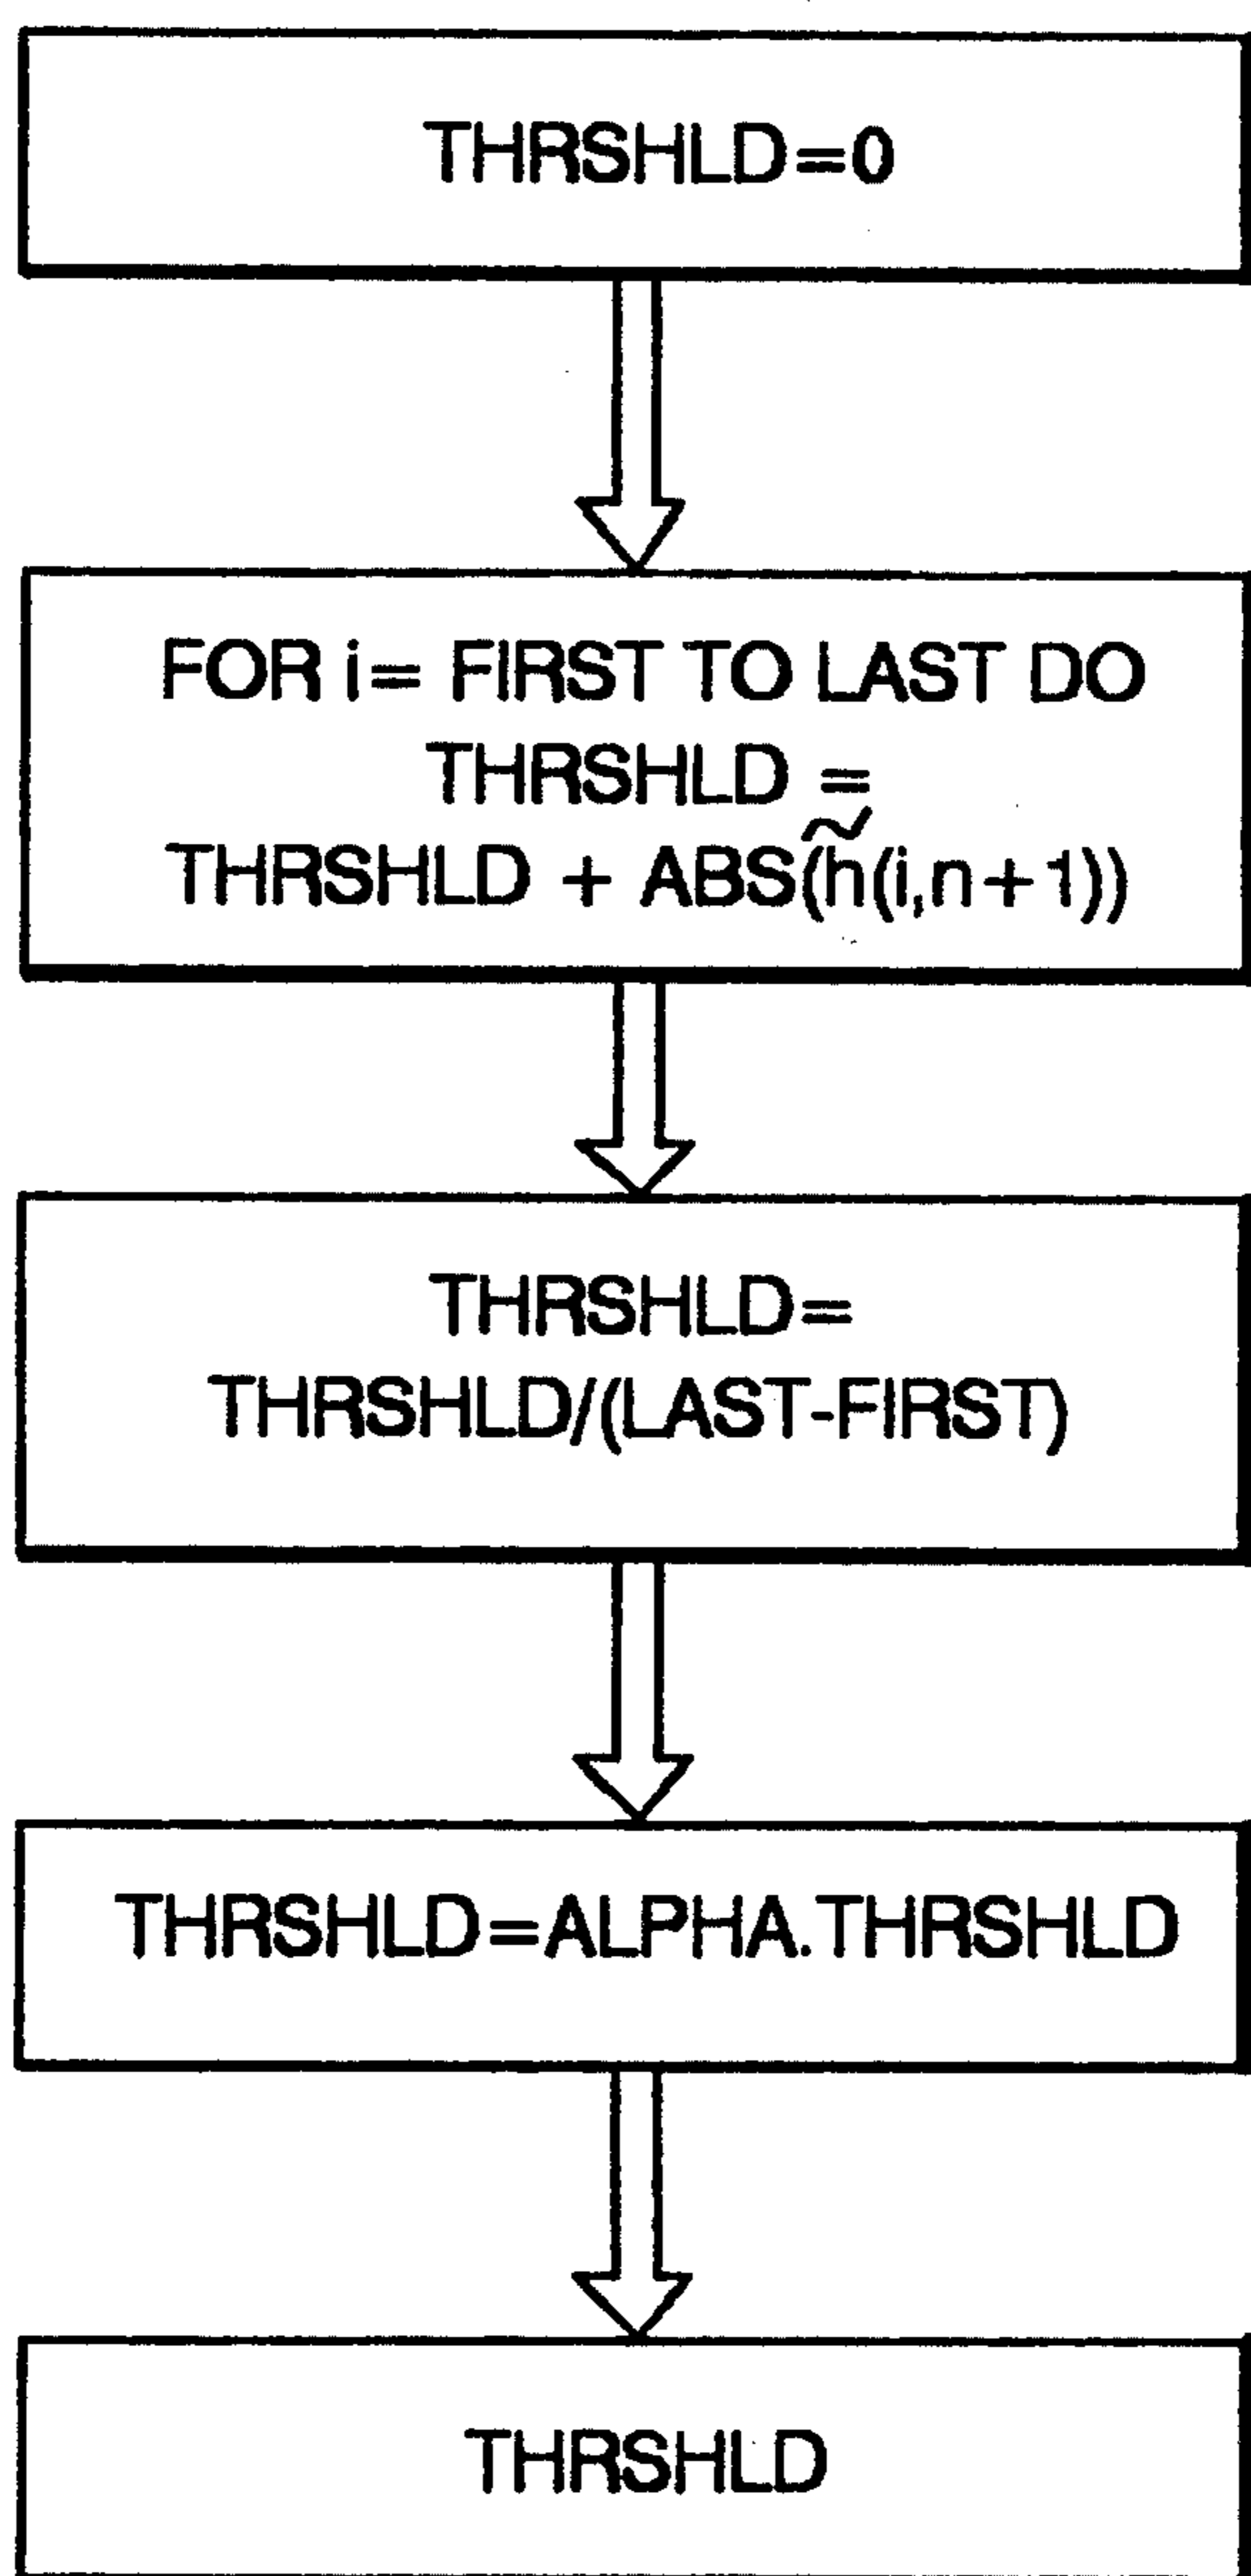 THRSHLD=0
FOR i= FIRST TO LAST DO
THRSHLD =
THRSHLD + ABS(h̃(i,n+1))
THRSHLD=
THRSHLD/(LAST-FIRST)
THRSHLD=ALPHA.THRSHLD
THRSHLD